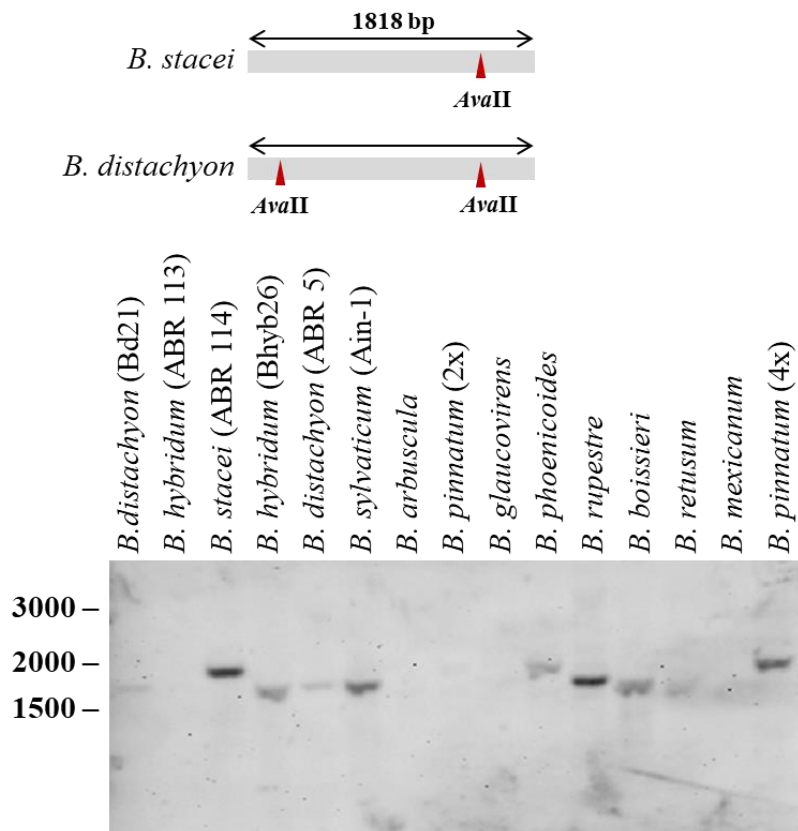 1818 bp
B. stacei
AvaII
B. distachyon
AvaII AvaII
B.distachyon (Bd21)
B. hybridum (ABR 113)
B. stacei (ABR 114)
B. hybridum (Bhyb26)
B. distachyon (ABR 5)
B. sylvaticum (Ain-1)
B. arbuscula
B. pinnatum (2x)
B. glaucovirens
B. phoenicoides
B. rupestre
B. boissieri
B. retusum
B. mexicanum
B. pinnatum (4x)
3000 –
2000 –
1500 –